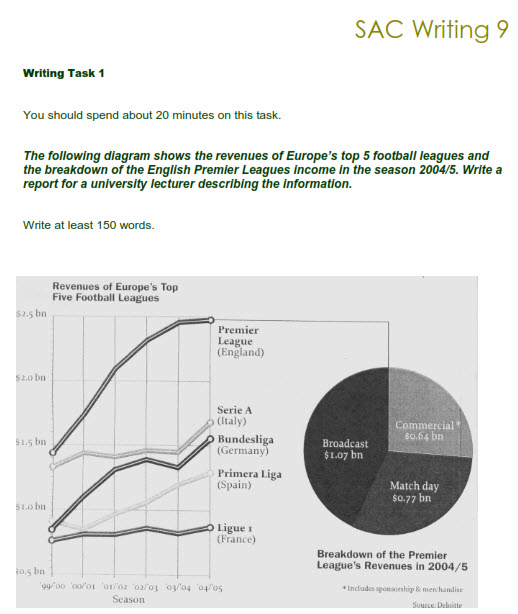 SAC Writing 9
Writing Task 1
You should spend about 20 minutes on this task.
The following diagram shows the revenues of Europe's top 5 football leagues and
the breakdown of the English Premier Leagues income in the season 2004/5. Write a
report for a university lecturer describing the information.
Write at least 150 words.
Revenues of Europe's Top
Five Football Leagues
$2.5 bn
$2.0 bn
$1.5 bn
$1.0 bn
$0.5 bn
Premier
League
(England)
Serie A
(Italy)
Bundesliga
(Germany)
Primera Liga
(Spain)
Ligue 1
(France)
'99/'00 '00/'01 '01/'02 '02/'03 '03/'04 '04/'05
Season
Commercial*
$0.64 bn
Broadcast
$1.07 bn
Match day
$0.77 bn
Breakdown of the Premier
League's Revenues in 2004/5
* Includes sponsorship & merchandise
Source: Deloitte